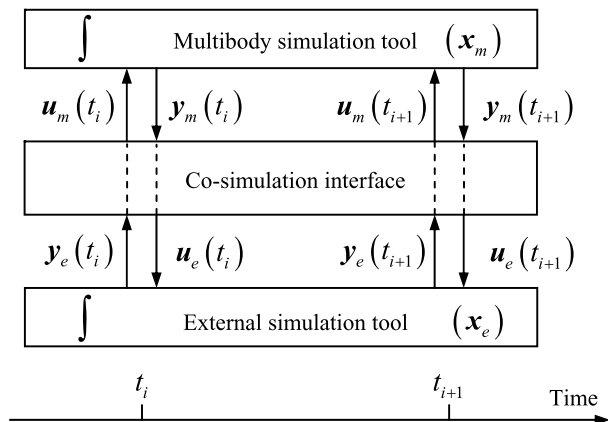 ∫ Multibody simulation tool (x_m)
u_m(t_i) y_m(t_i) u_m(t_{i+1}) y_m(t_{i+1})
Co-simulation interface
y_e(t_i) u_e(t_i) y_e(t_{i+1}) u_e(t_{i+1})
∫ External simulation tool (x_e)
t_i t_{i+1} Time